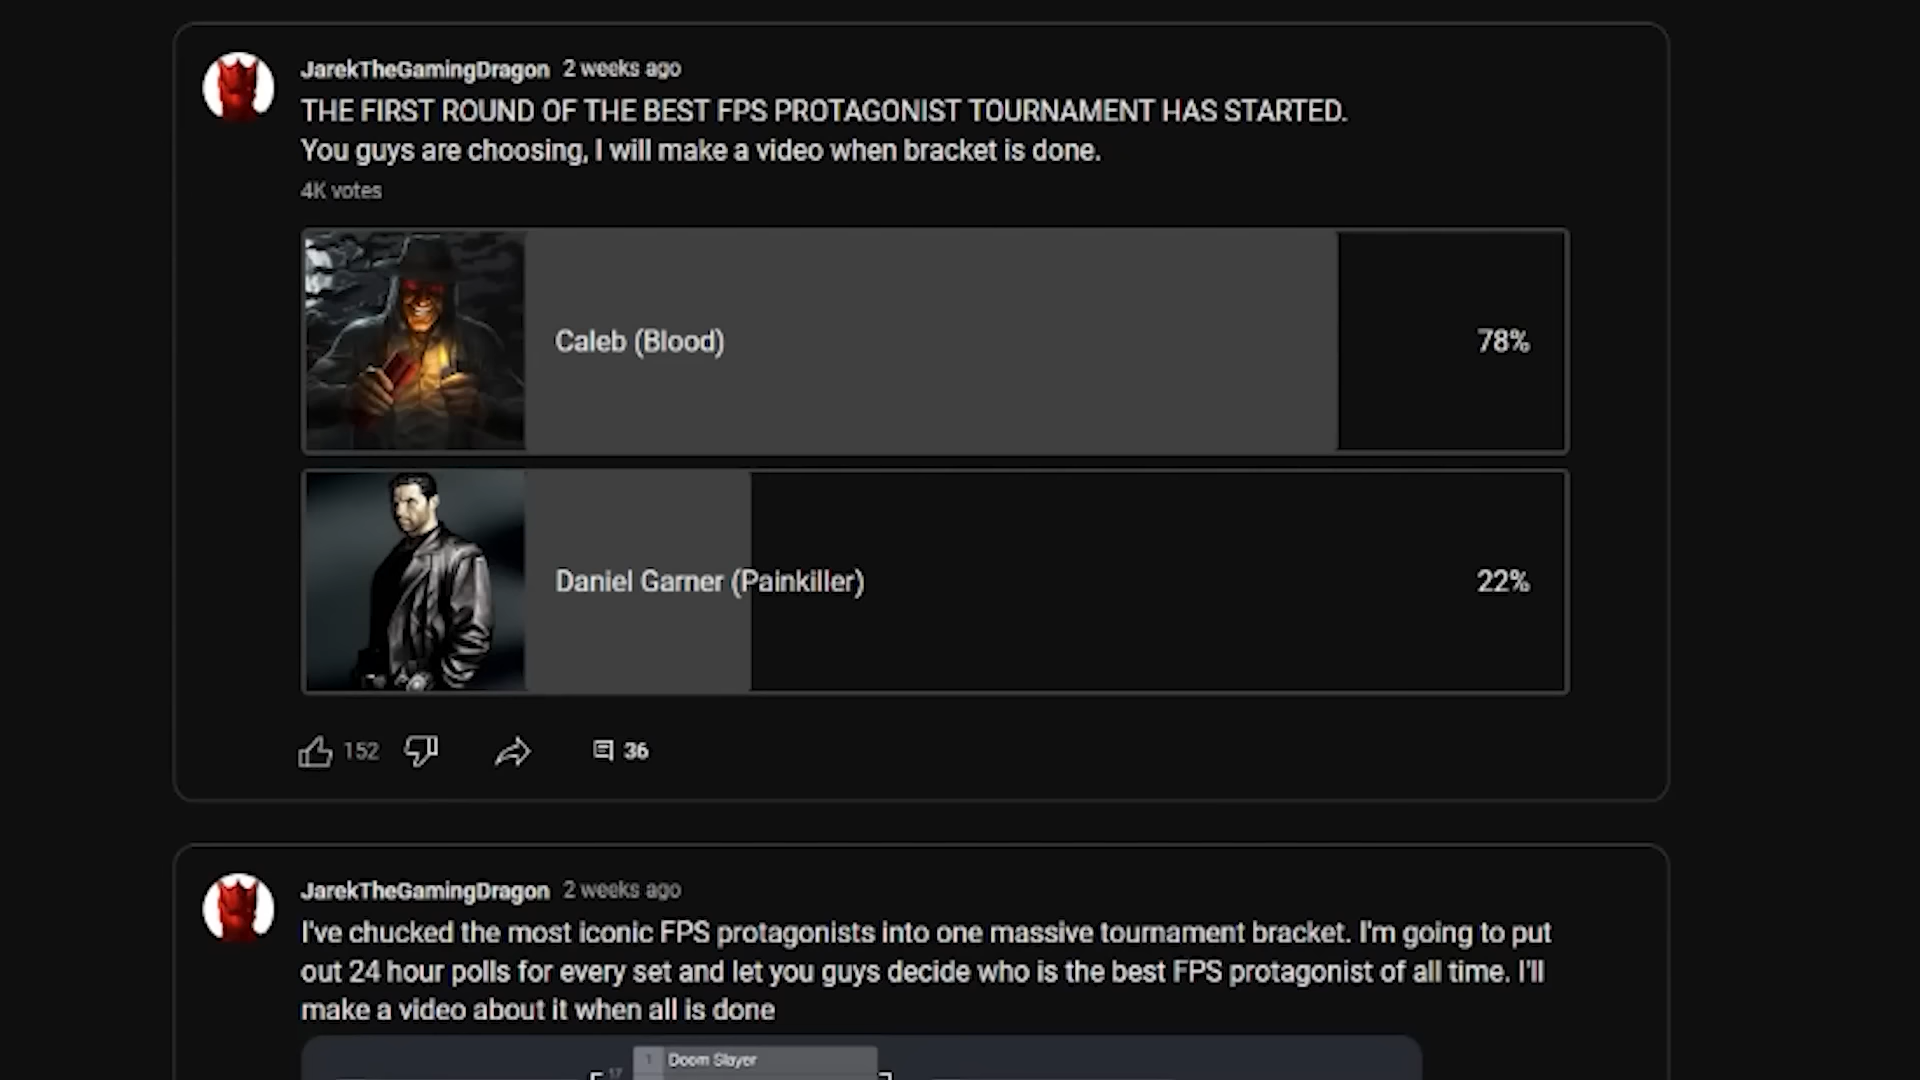 JarekTheGamingDragon 2 weeks ago
THE FIRST ROUND OF THE BEST FPS PROTAGONIST TOURNAMENT HAS STARTED.
You guys are choosing, I will make a video when bracket is done.
4K votes
Caleb (Blood) 78%
Daniel Garner (Painkiller) 22%
152 36
JarekTheGamingDragon 2 weeks ago
I've chucked the most iconic FPS protagonists into one massive tournament bracket. I'm going to put
out 24 hour polls for every set and let you guys decide who is the best FPS protagonist of all time. I'll
make a video about it when all is done
1 Doom Slayer
17